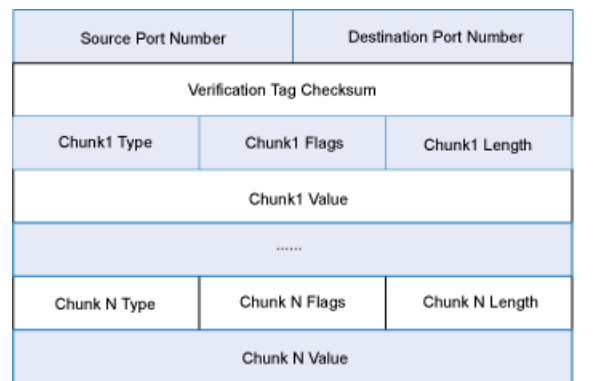 Source Port Number Destination Port Number
Verification Tag Checksum
Chunk1 Type Chunk1 Flags Chunk1 Length
Chunk1 Value
......
Chunk N Type Chunk N Flags Chunk N Length
Chunk N Value